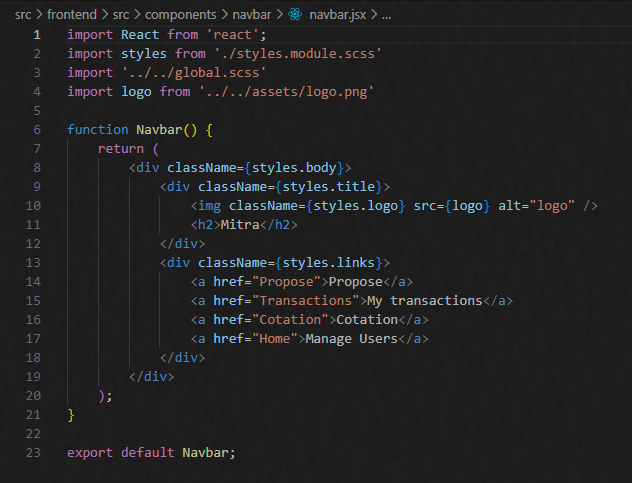 src > frontend > src > components > navbar > navbar.jsx > ...
1 import React from 'react';
2 import styles from './styles.module.scss'
3 import '../../global.scss'
4 import logo from '../../assets/logo.png'
5
6 function Navbar() {
7     return (
8         <div className={styles.body}>
9             <div className={styles.title}>
10                 <img className={styles.logo} src={logo} alt="logo" />
11                 <h2>Mitra</h2>
12             </div>
13             <div className={styles.links}>
14                 <a href="Propose">Propose</a>
15                 <a href="Transactions">My transactions</a>
16                 <a href="Cotation">Cotation</a>
17                 <a href="Home">Manage Users</a>
18             </div>
19         </div>
20     );
21 }
22
23 export default Navbar;